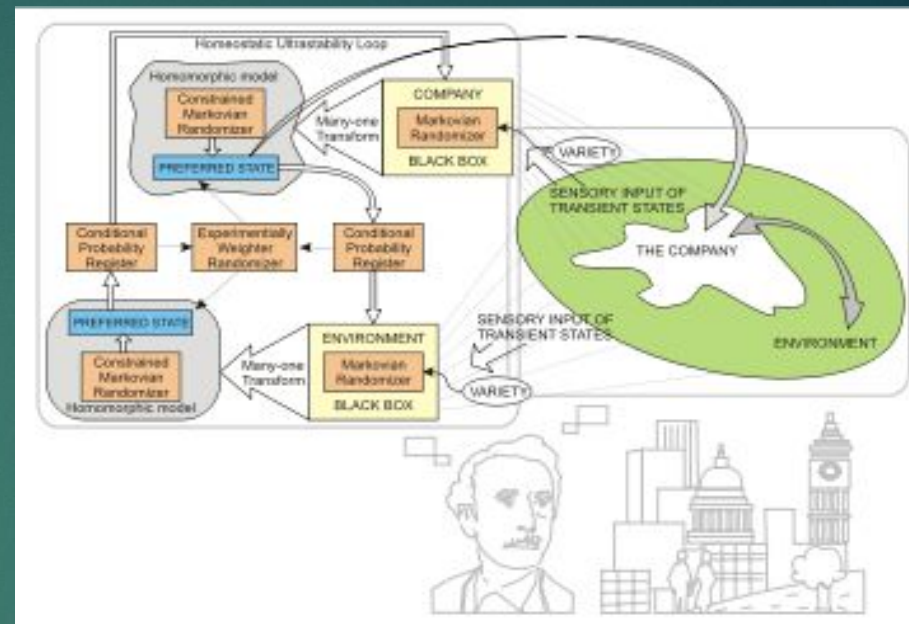 Homeostatic Ultrastability Loop
Homomorphic model
Constrained
Markovian
Randomizer
PREFERRED STATE
Many-one
Transform
COMPANY
Markovian
Randomizer
BLACK BOX
VARIETY
SENSORY INPUT OF
TRANSIENT STATES
THE COMPANY
ENVIRONMENT
Conditional
Probability
Register
Experimentially
Weighter
Randomizer
Conditional
Probability
Register
PREFERRED STATE
Constrained
Markovian
Randomizer
Homomorphic model
Many-one
Transform
ENVIRONMENT
Markovian
Randomizer
BLACK BOX
SENSORY INPUT OF
TRANSIENT STATES
VARIETY